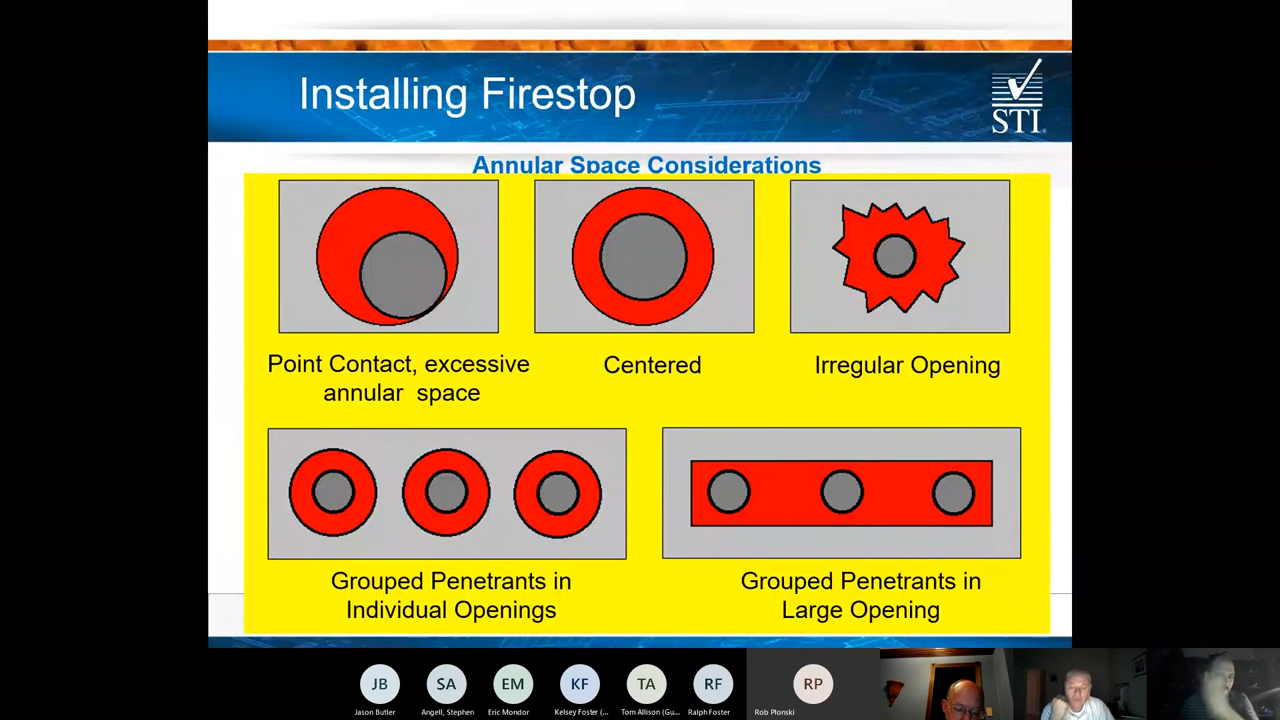 Installing Firestop
STI
Annular Space Considerations
Point Contact, excessive
annular space
Centered
Irregular Opening
Grouped Penetrants in
Individual Openings
Grouped Penetrants in
Large Opening
JB
SA
EM
KF
TA
RF
RP
Jason Butler
Angell, Stephen
Eric Mondor
Kelsey Foster (...
Tom Allison (Gu...
Ralph Foster
Rob Plonski